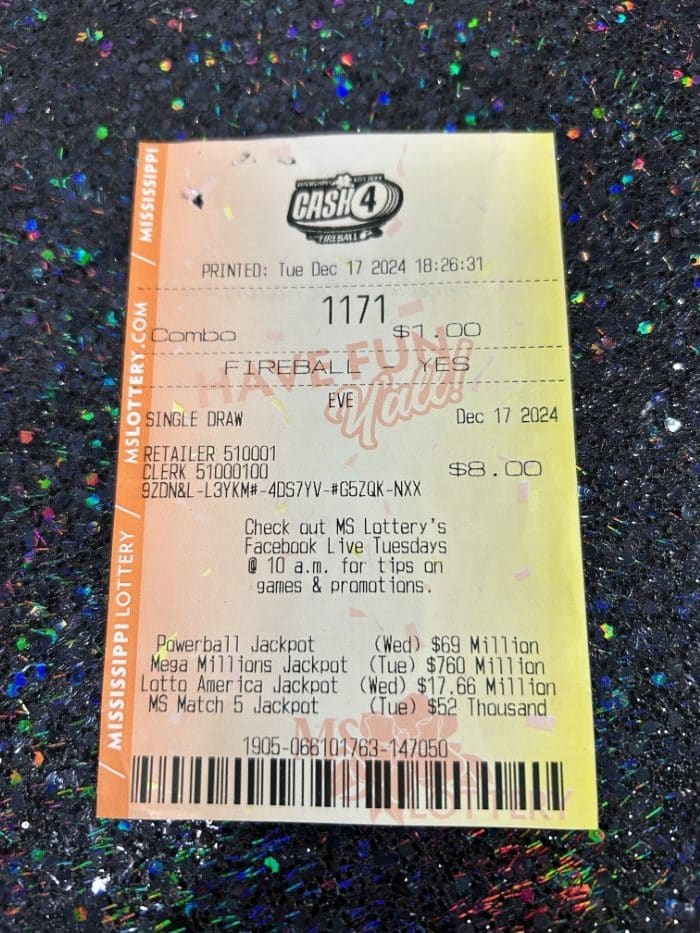 CASH 4
FIREBALL
PRINTED: Tue Dec 17 2024 18:26:31
1171
Combo $1.00
FIREBALL - YES
HAVE FUN
Y'all!
EVE
SINGLE DRAW Dec 17 2024
RETAILER 510001
CLERK 51000100 $8.00
9ZDN&L-L3YKM#-4DS7YV-#G5ZQK-NXX
Check out MS Lottery's
Facebook Live Tuesdays
@ 10 a.m. for tips on
games & promotions.
Powerball Jackpot (Wed) $69 Million
Mega Millions Jackpot (Tue) $760 Million
Lotto America Jackpot (Wed) $17.66 Million
MS Match 5 Jackpot (Tue) $52 Thousand
MS
1905-066101763-147050
LOTTERY
/ MISSISSIPPI LOTTERY / MSLOTTERY.COM / MISSISSIPPI